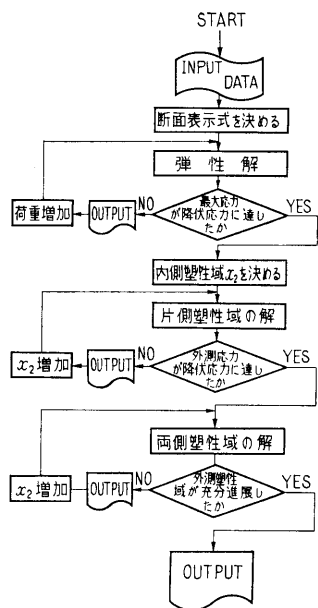 START
INPUT
DATA
断面表示式を決める
弾性解
最大応力
が降伏応力に達し
たか
NO
YES
OUTPUT
荷重増加
内側塑性域x₂を決める
片側塑性域の解
外測応力
が降伏応力に達し
たか
NO
YES
OUTPUT
x₂増加
両側塑性域の解
外測塑性
域が充分進展し
たか
NO
YES
OUTPUT
x₂増加
OUTPUT